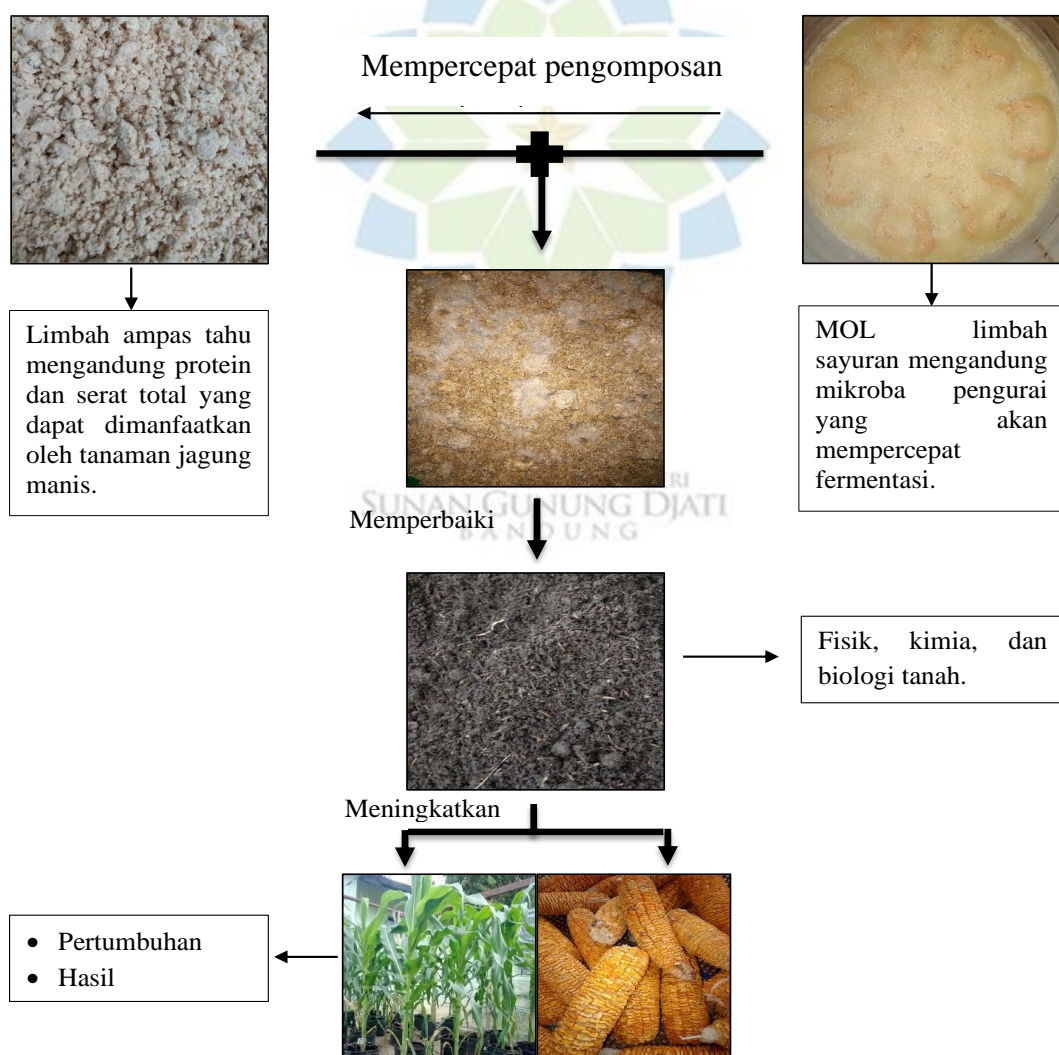 Mempercepat pengomposan
Limbah ampas tahu
mengandung protein
dan serat total yang
dapat dimanfaatkan
oleh tanaman jagung
manis.
MOL limbah
sayuran mengandung
mikroba pengurai
yang akan
mempercepat
fermentasi.
SUNAN GUNUNG DJATI
BANDUNG
Memperbaiki
Fisik, kimia, dan
biologi tanah.
Meningkatkan
• Pertumbuhan
• Hasil